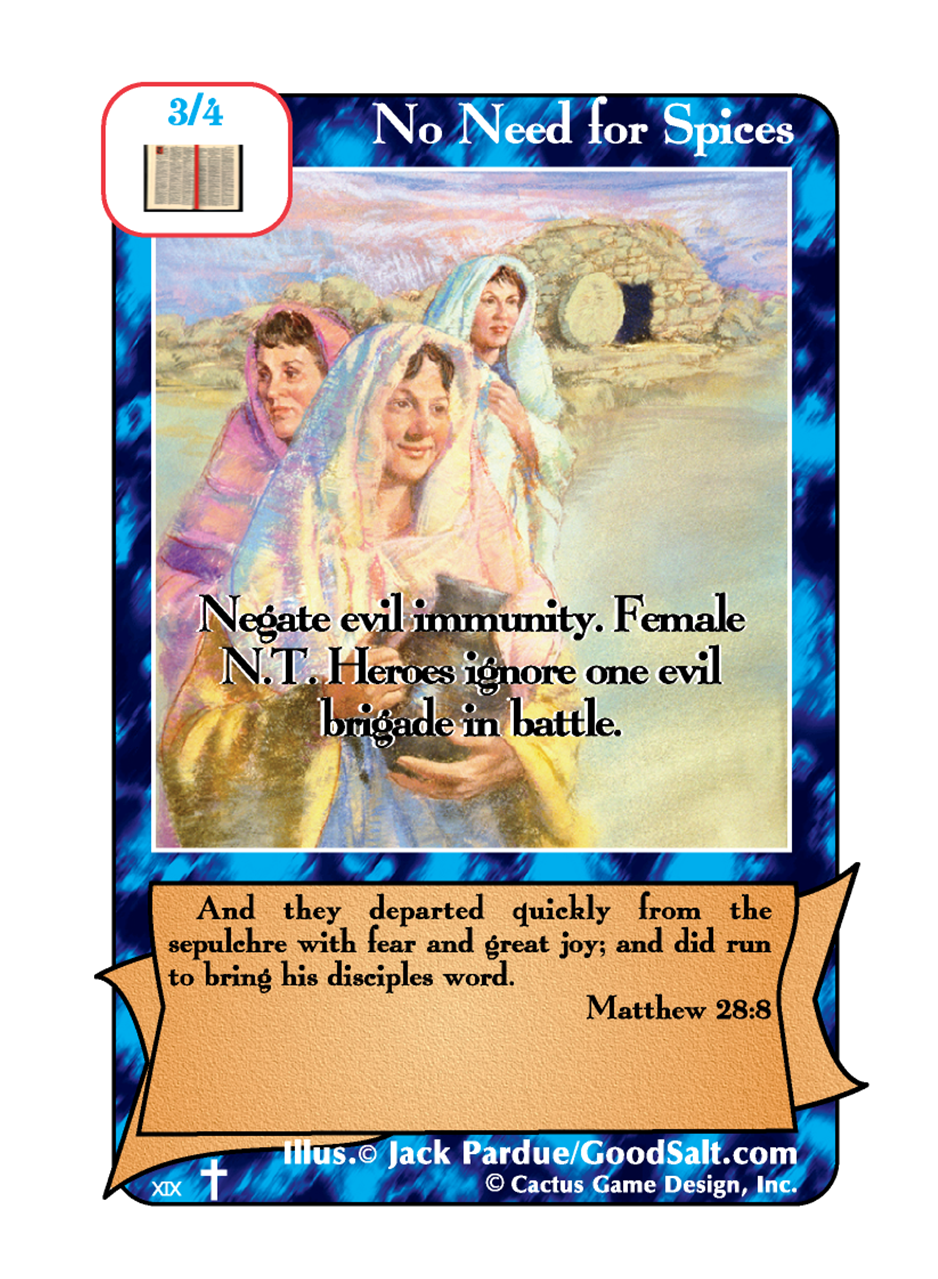 3/4
No Need for Spices
Negate evil immunity. Female
N.T. Heroes ignore one evil
brigade in battle.
And they departed quickly from the
sepulchre with fear and great joy; and did run
to bring his disciples word.
Matthew 28:8
Illus.© Jack Pardue/GoodSalt.com
XIX
© Cactus Game Design, Inc.